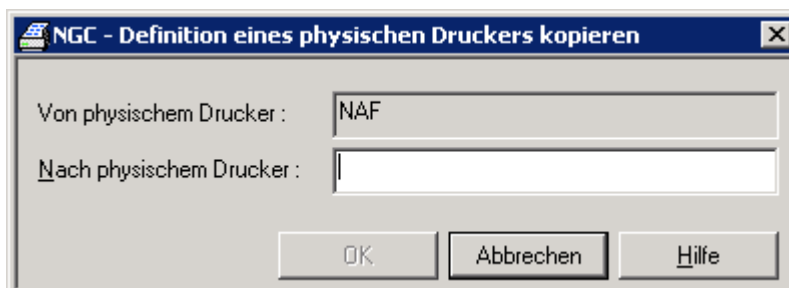 NGC - Definition eines physischen Druckers kopieren
Von physischem Drucker : NAF
Nach physischem Drucker :
OK Abbrechen Hilfe